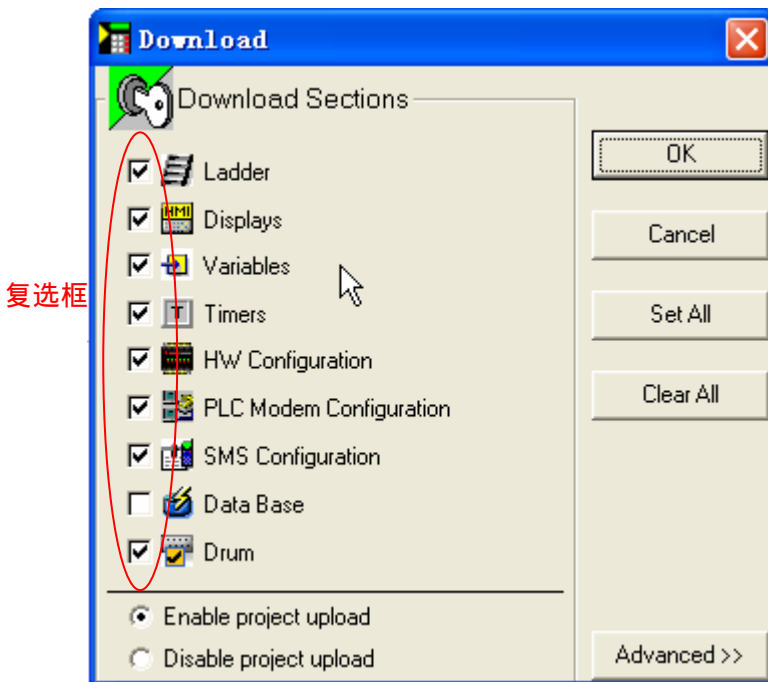 Download
Download Sections
Ladder
HMI
Displays
Variables
T
Timers
HW Configuration
PLC Modem Configuration
SMS Configuration
Data Base
Drum
复选框
Enable project upload
Disable project upload
OK
Cancel
Set All
Clear All
Advanced >>